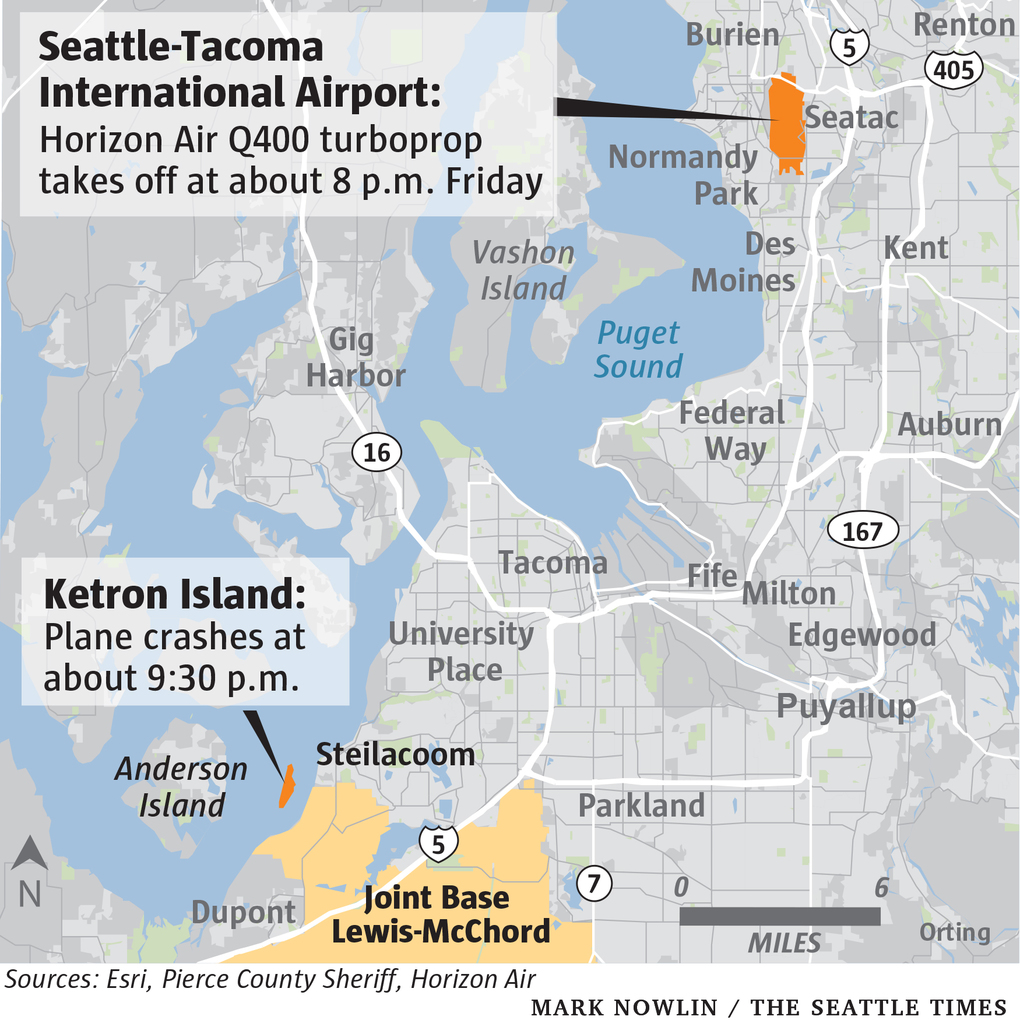 Seattle-Tacoma
International Airport:
Horizon Air Q400 turboprop
takes off at about 8 p.m. Friday
Burien
5
Renton
405
Seatac
Normandy
Park
Des
Moines
Kent
Vashon
Island
Puget
Sound
Gig
Harbor
Federal
Way
Auburn
16
167
Tacoma
Fife
Milton
Ketron Island:
Plane crashes at
about 9:30 p.m.
University
Place
Edgewood
Puyallup
Steilacoom
Anderson
Island
Parkland
5
N
7
0 6
MILES
Joint Base
Lewis-McChord
Dupont
Orting
Sources: Esri, Pierce County Sheriff, Horizon Air
MARK NOWLIN / THE SEATTLE TIMES